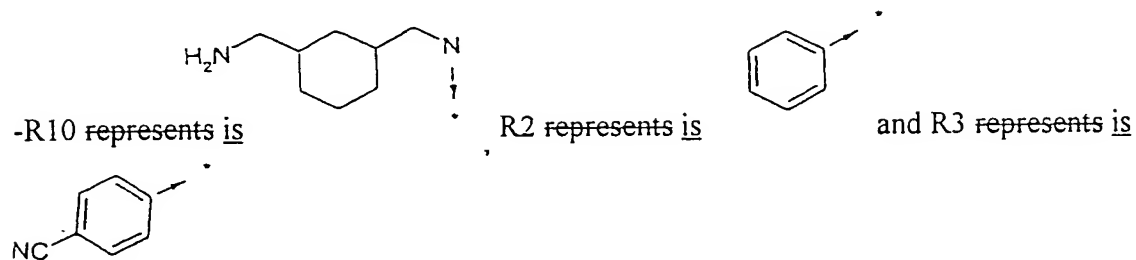 H₂N N
-R10 represents is , R2 represents is and R3 represents is
NC